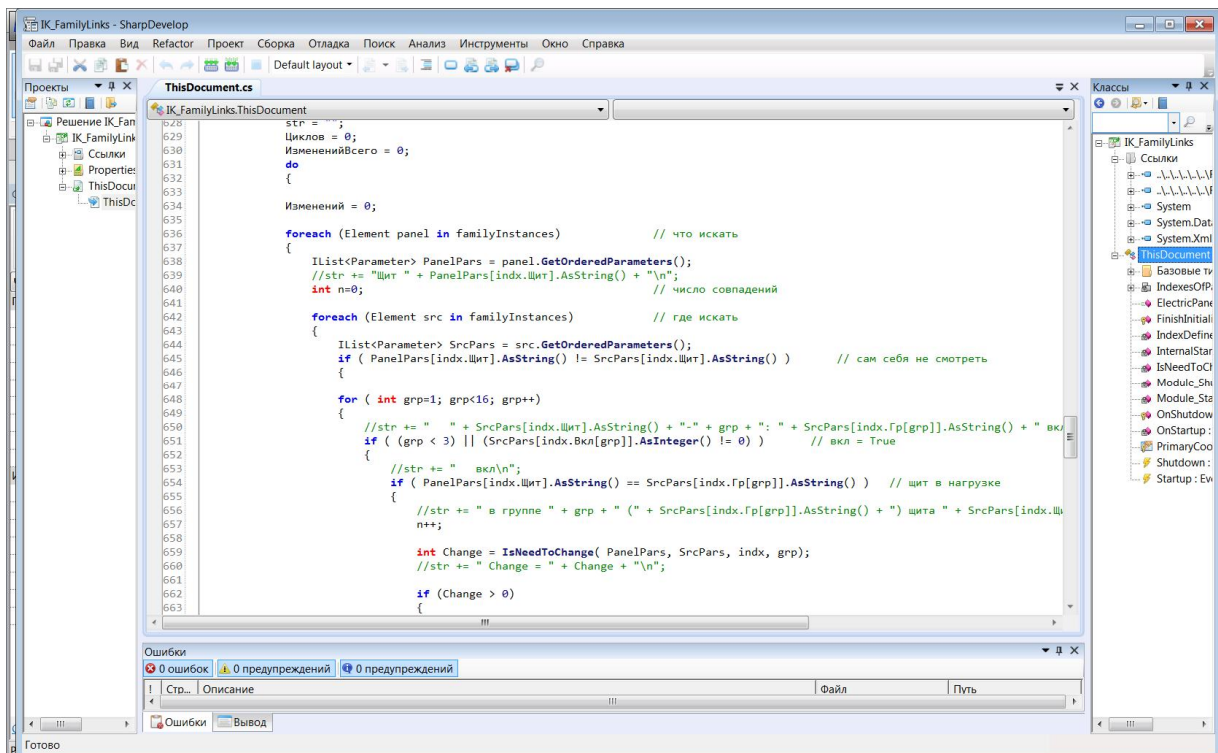 IK_FamilyLinks - SharpDevelop
Файл Правка Вид Refactor Проект Сборка Отладка Поиск Анализ Инструменты Окно Справка
Default layout
Проекты
Решение IK_Fam
IK_FamilyLink
Ссылки
Properties
ThisDocu
ThisDc
ThisDocument.cs
IK_FamilyLinks.ThisDocument
628 str = "";
629 Циклов = 0;
630 ИзмененийВсего = 0;
631 do
632 {
633
634 Изменений = 0;
635
636 foreach (Element panel in familyInstances) // что искать
637 {
638 IList<Parameter> PanelPars = panel.GetOrderedParameters();
639 //str += "Щит " + PanelPars[indx.Щит].AsString() + "\n";
640 int n=0; // число совпадений
641
642 foreach (Element src in familyInstances) // где искать
643 {
644 IList<Parameter> SrcPars = src.GetOrderedParameters();
645 if ( PanelPars[indx.Щит].AsString() != SrcPars[indx.Щит].AsString() ) // сам себя не смотреть
646 {
647
648 for ( int grp=1; grp<16; grp++)
649 {
650 //str += "   " + SrcPars[indx.Щит].AsString() + "-" + grp + ": " + SrcPars[indx.Гр[grp]].AsString() + " вк
651 if ( (grp < 3) || (SrcPars[indx.Вкл[grp]].AsInteger() != 0) ) // вкл = True
652 {
653 //str += "   вкл\n";
654 if ( PanelPars[indx.Щит].AsString() == SrcPars[indx.Гр[grp]].AsString() ) // щит в нагрузке
655 {
656 //str += " в группе " + grp + " (" + SrcPars[indx.Гр[grp]].AsString() + ") щита " + SrcPars[indx.Щ
657 n++;
658
659 int Change = IsNeedToChange( PanelPars, SrcPars, indx, grp);
660 //str += " Change = " + Change + "\n";
661
662 if (Change > 0)
663 {
Ошибки
0 ошибок 0 предупреждений 0 предупреждений
! Стр... Описание Файл Путь
Ошибки Вывод
Готово
Классы
IK_FamilyLinks
Ссылки
..\..\..\..\..\F
..\..\..\..\..\F
System
System.Data
System.Xml
ThisDocument
Базовые ти
IndexesOfPa
ElectricPane
FinishInitiali
IndexDefine
InternalStar
IsNeedToCh
Module_Shu
Module_Sta
OnShutdow
OnStartup :
PrimaryCoo
Shutdown :
Startup : Eve